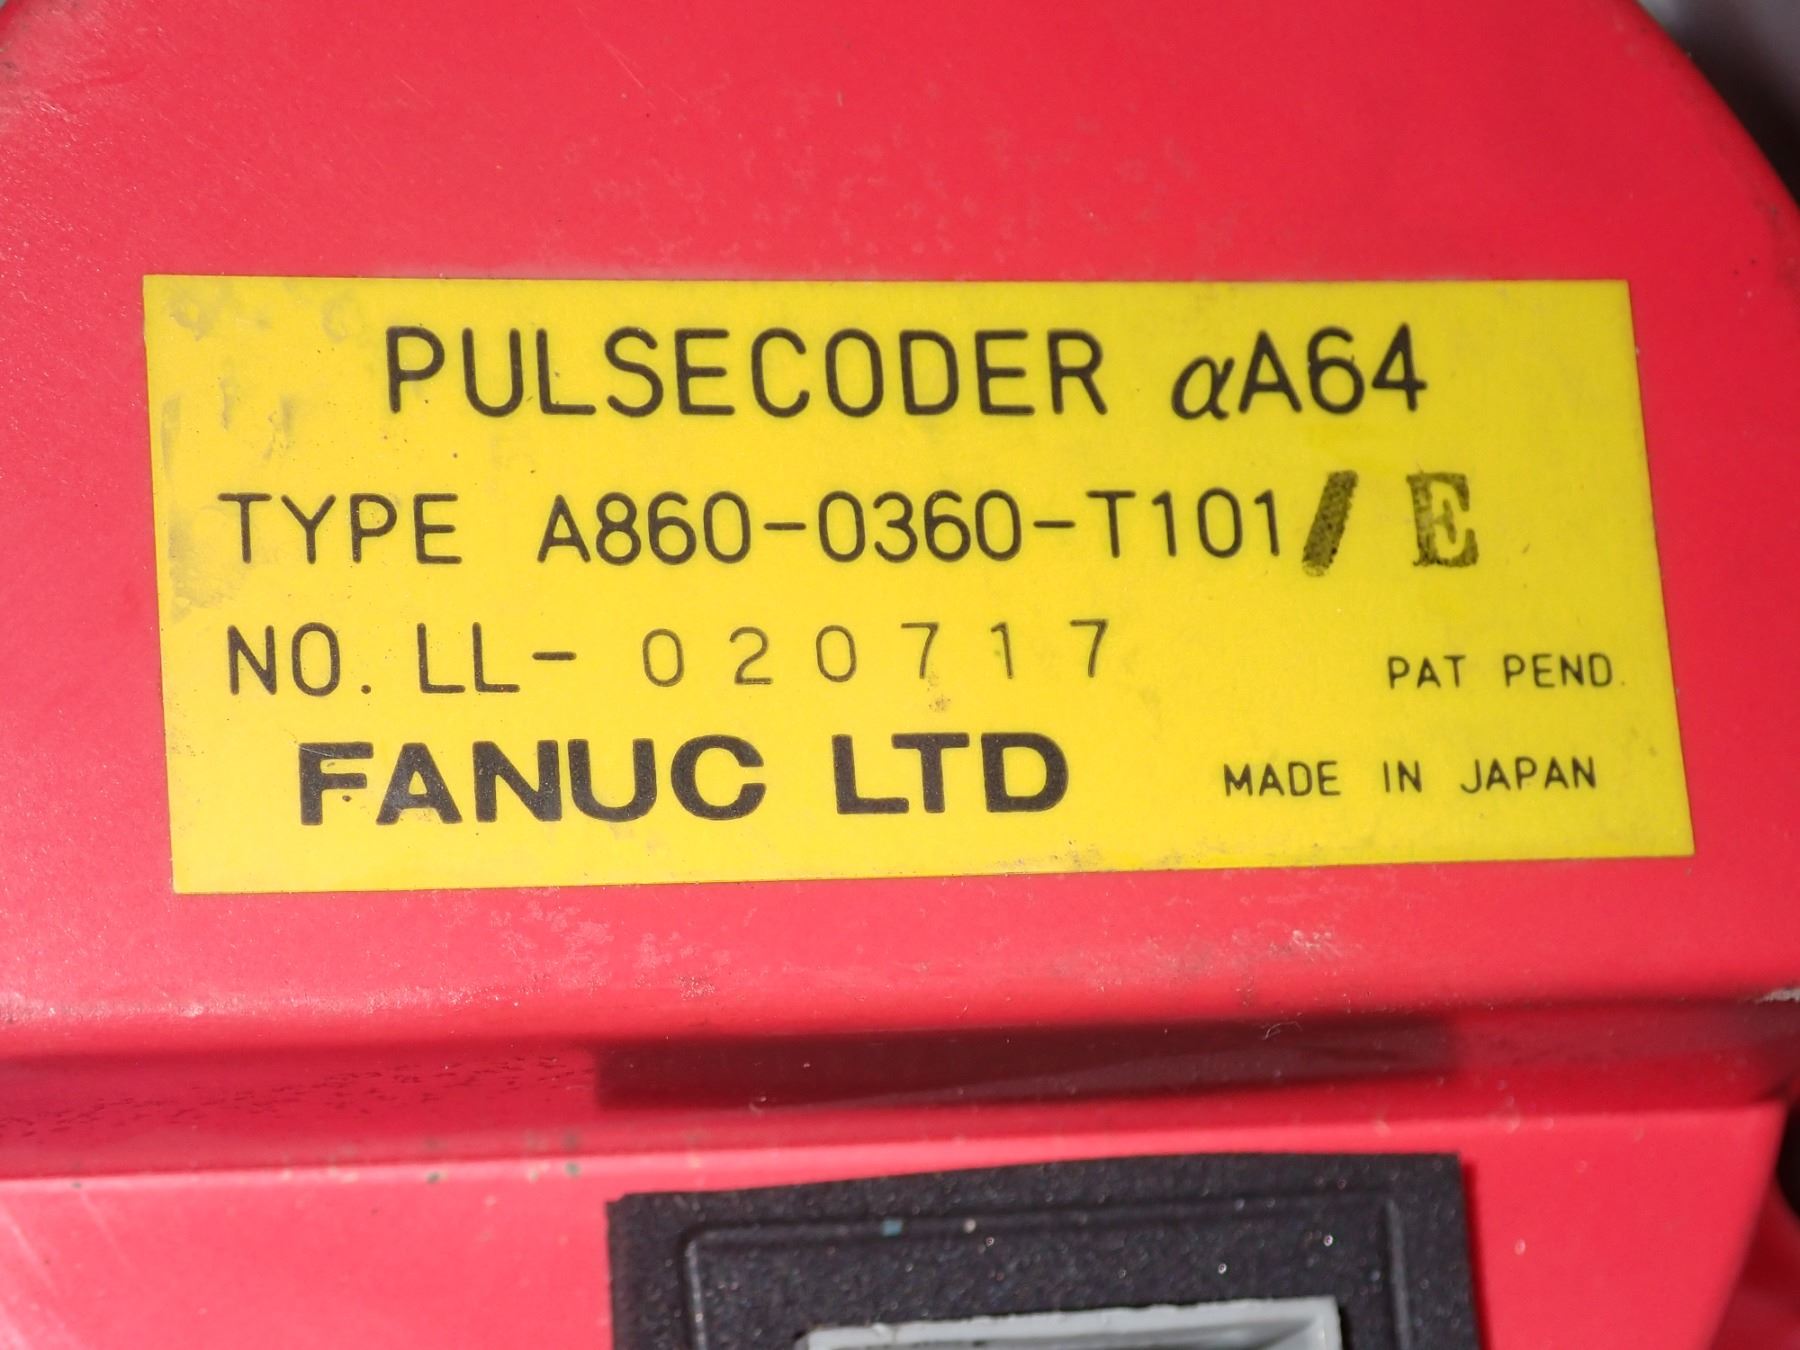 PULSECODER αA64
TYPE A860-0360-T101/ E
NO. LL- 020717
PAT PEND.
FANUC LTD
MADE IN JAPAN